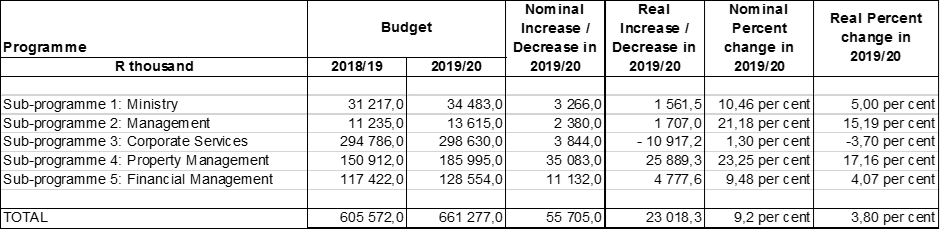 Programme Budget Nominal Increase / Decrease in 2019/20 Real Increase / Decrease in 2019/20 Nominal Percent change in 2019/20 Real Percent change in 2019/20
R thousand 2018/19 2019/20
Sub-programme 1: Ministry 31 217,0 34 483,0 3 266,0 1 561,5 10,46 per cent 5,00 per cent
Sub-programme 2: Management 11 235,0 13 615,0 2 380,0 1 707,0 21,18 per cent 15,19 per cent
Sub-programme 3: Corporate Services 294 786,0 298 630,0 3 844,0 - 10 917,2 1,30 per cent -3,70 per cent
Sub-programme 4: Property Management 150 912,0 185 995,0 35 083,0 25 889,3 23,25 per cent 17,16 per cent
Sub-programme 5: Financial Management 117 422,0 128 554,0 11 132,0 4 777,6 9,48 per cent 4,07 per cent
TOTAL 605 572,0 661 277,0 55 705,0 23 018,3 9,2 per cent 3,80 per cent